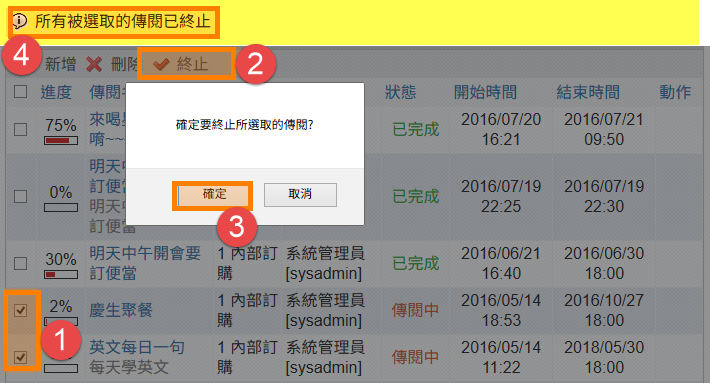 所有被選取的傳閱已終止
4
新增 刪除 終止 2
進度 傳閱 狀態 開始時間 結束時間 動作
確定要終止所選取的傳閱?
確定 取消
3
75% 來喝 已完成 2016/07/20 16:21 2016/07/21 09:50
唷~~
0% 明天中 已完成 2016/07/19 22:25 2016/07/19 22:30
訂便當
明天中
訂便當
30% 明天中午開會要 1 內部訂 系統管理員 已完成 2016/06/21 2016/06/30
訂便當 購 [sysadmin] 16:40 18:00
1
2% 慶生聚餐 1 內部訂 系統管理員 傳閱中 2016/05/14 2016/10/27
購 [sysadmin] 18:53 18:00
英文每日一句 1 內部訂 系統管理員 傳閱中 2016/05/14 2018/05/30
每天學英文 購 [sysadmin] 11:22 18:00